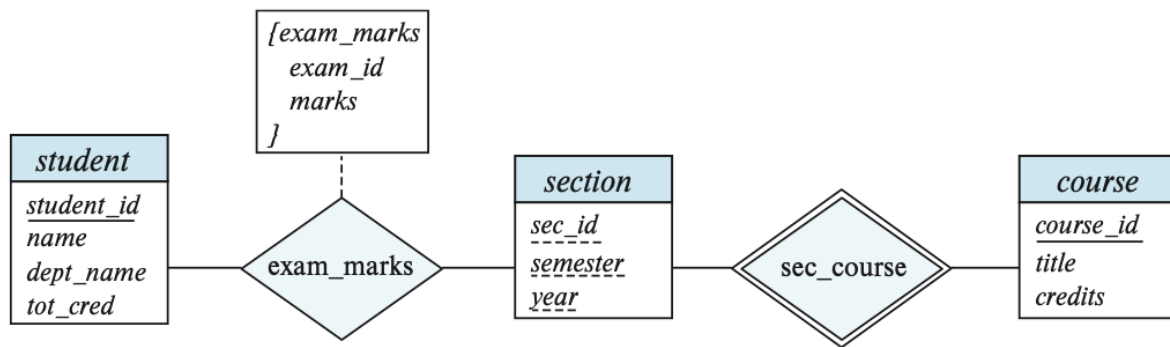 {exam_marks
exam_id
marks
}
student
student_id
name
dept_name
tot_cred
exam_marks
section
sec_id
semester
year
sec_course
course
course_id
title
credits